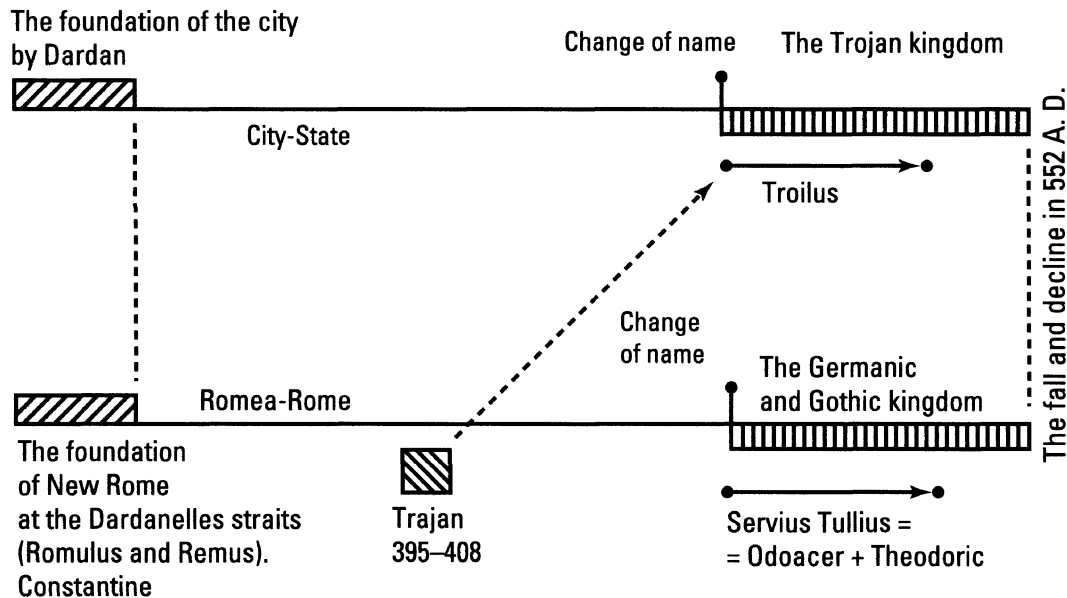 The foundation of the city
by Dardan
Change of name
The Trojan kingdom
City-State
Troilus
The fall and decline in 552 A. D.
Change
of name
The Germanic
and Gothic kingdom
Romea-Rome
The foundation
of New Rome
at the Dardanelles straits
(Romulus and Remus).
Constantine
Trajan
395–408
Servius Tullius =
= Odoacer + Theodoric